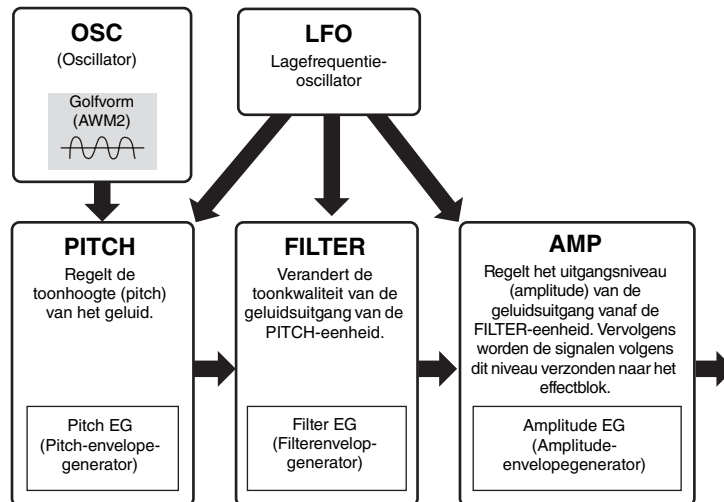 OSC
(Oscillator)
Golfvorm
(AWM2)
LFO
Lagefrequentie-
oscillator
PITCH
Regelt de
toonhoogte (pitch)
van het geluid.
Pitch EG
(Pitch-envelope-
generator)
FILTER
Verandert de
toonkwaliteit van de
geluidsuitgang van de
PITCH-eenheid.
Filter EG
(Filterenvelop-
generator)
AMP
Regelt het uitgangsniveau
(amplitude) van de
geluidsuitgang vanaf de
FILTER-eenheid. Vervolgens
worden de signalen volgens
dit niveau verzonden naar het
effectblok.
Amplitude EG
(Amplitude-
envelopegenerator)